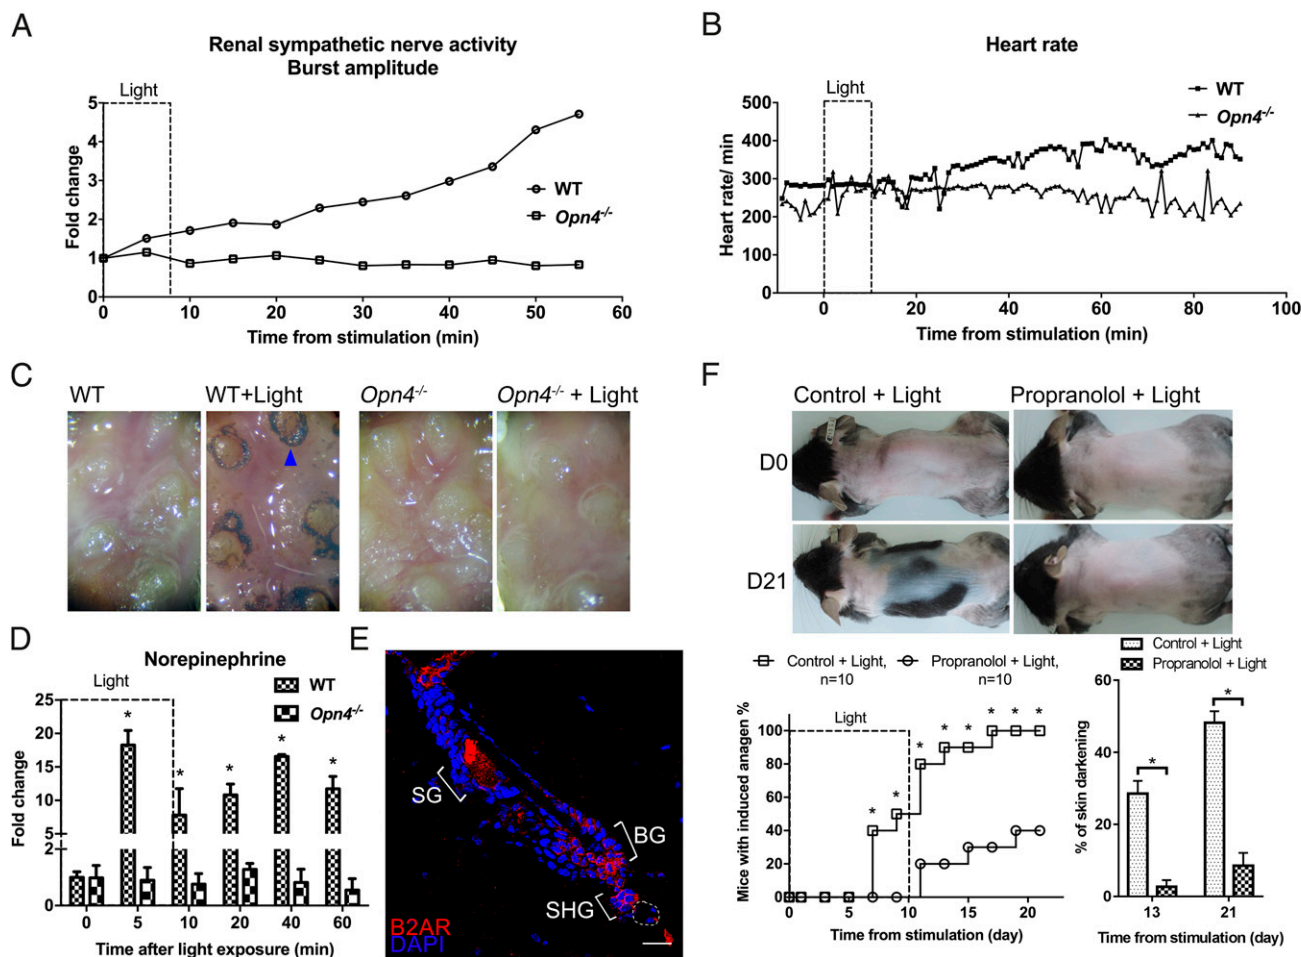 A
Renal sympathetic nerve activity
Burst amplitude
Light
5
4
3
2
1
0
Fold change
WT
Opn4-/-
0 10 20 30 40 50 60
Time from stimulation (min)
B
Heart rate
Light
WT
Opn4-/-
500
400
300
200
100
0
Heart rate/ min
0 20 40 60 80 100
Time from stimulation (min)
C
WT WT+Light Opn4-/- Opn4-/- + Light
D
Norepinephrine
Light
WT
Opn4-/-
25
20
15
10
5
2
0
Fold change
* * * * *
0 5 10 20 40 60
Time after light exposure (min)
E
SG
BG
SHG
B2AR
DAPI
F
Control + Light Propranolol + Light
D0
D21
Control + Light, n=10
Propranolol + Light, n=10
Light
100
80
60
40
20
0
Mice with induced anagen %
* * * * * * * *
0 5 10 15 20
Time from stimulation (day)
Control + Light
Propranolol + Light
60
40
20
0
% of skin darkening
* *
13 21
Time from stimulation (day)